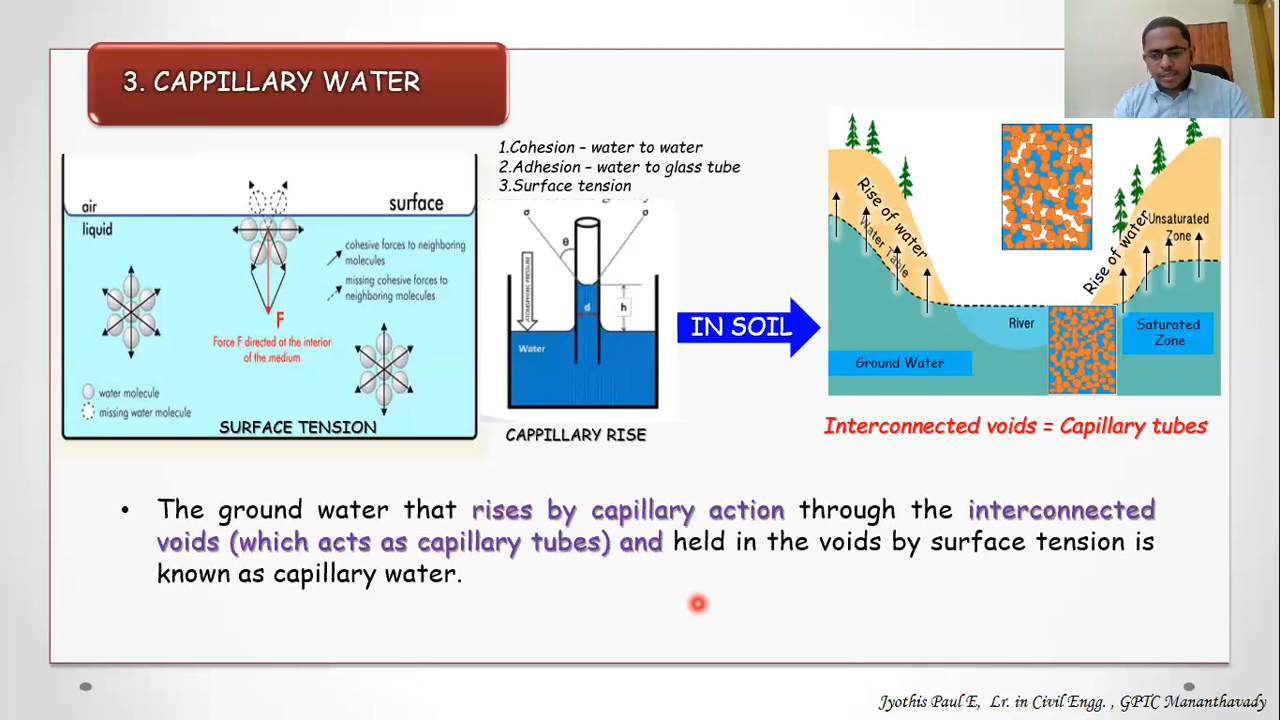 3. CAPPILLARY WATER
1.Cohesion – water to water
2.Adhesion – water to glass tube
3.Surface tension
air
liquid
surface
cohesive forces to neighboring
molecules
missing cohesive forces to
neighboring molecules
F
Force F directed at the interior
of the medium
water molecule
missing water molecule
SURFACE TENSION
σ
σ
θ
ATMOSPHERIC PRESSURE
d
h
Water
CAPPILLARY RISE
IN SOIL
Rise of water
Water Table
Rise of water
Unsaturated
Zone
River
Saturated
Zone
Ground Water
Interconnected voids = Capillary tubes
• The ground water that rises by capillary action through the interconnected
voids (which acts as capillary tubes) and held in the voids by surface tension is
known as capillary water.
Jyothis Paul E, Lr. in Civil Engg. , GPTC Mananthavady